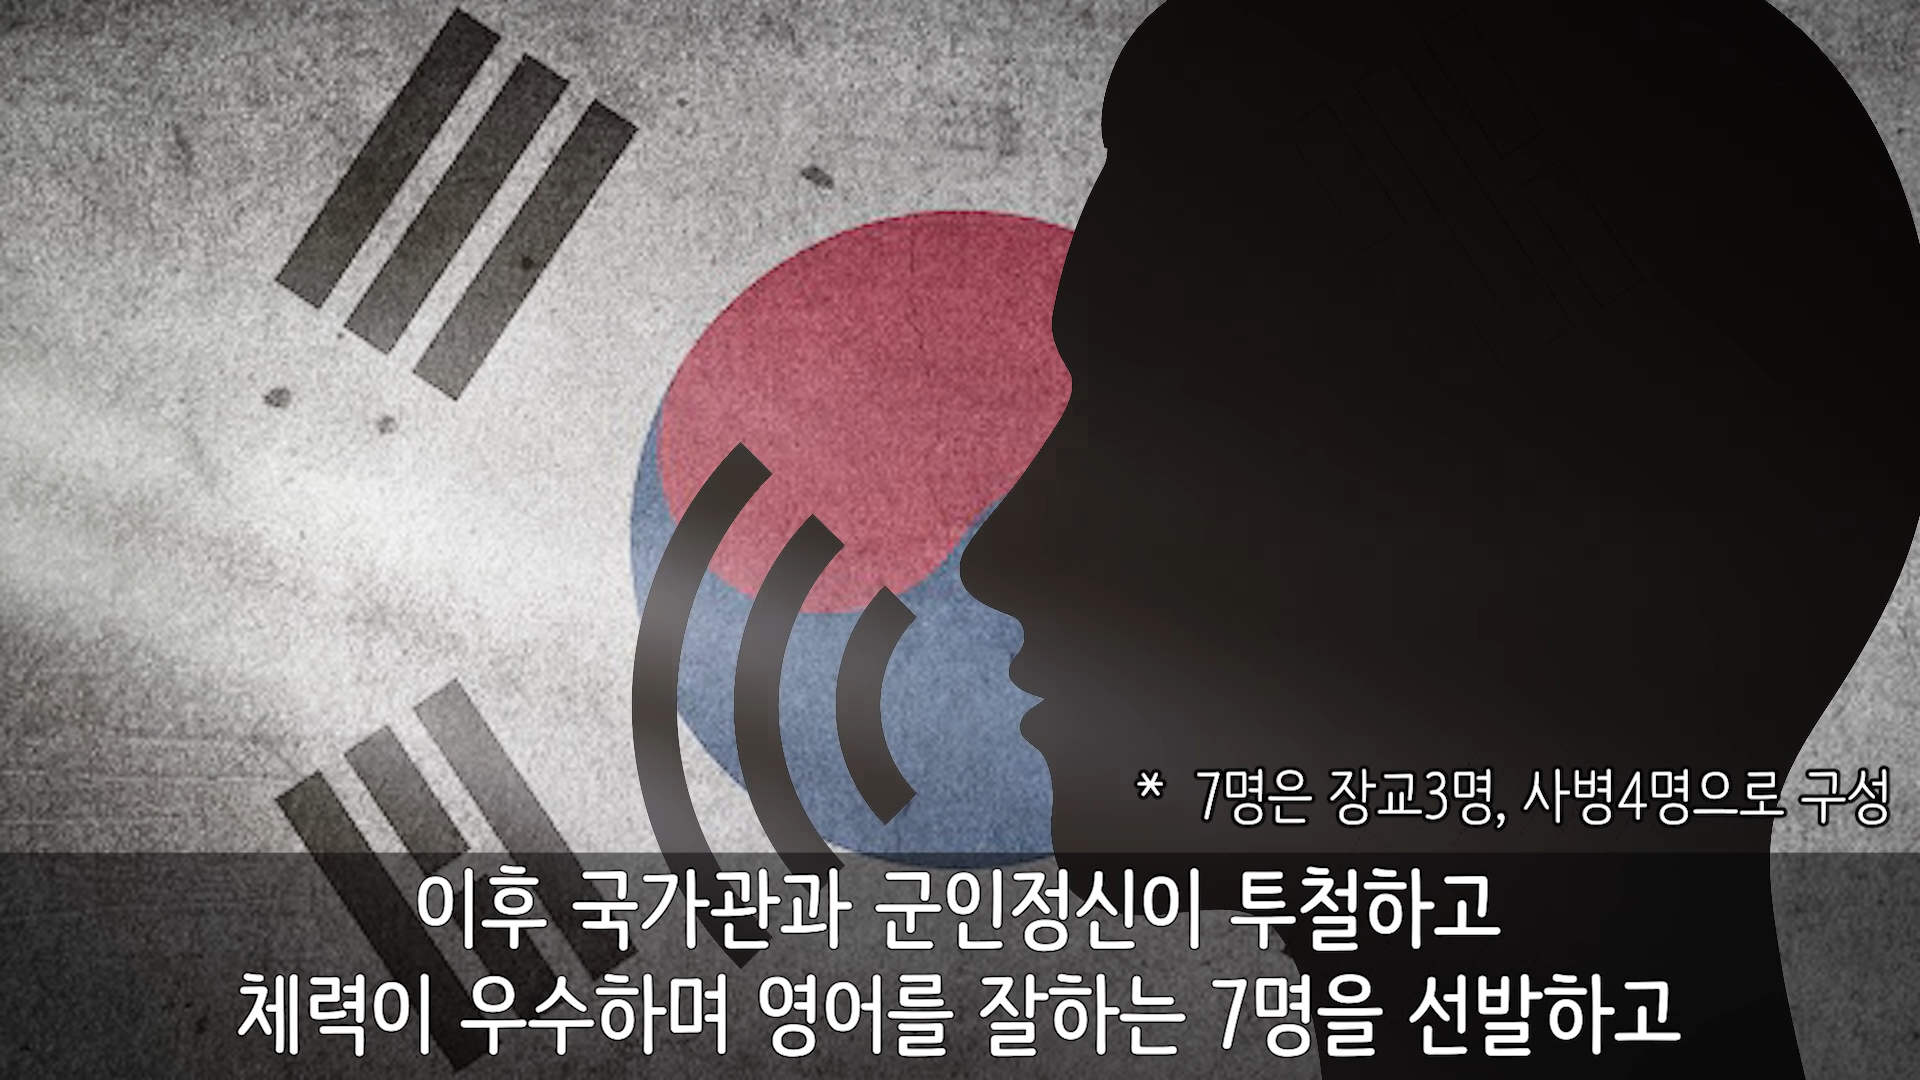 * 7명은 장교3명, 사병4명으로 구성
이후 국가관과 군인정신이 투철하고
체력이 우수하며 영어를 잘하는 7명을 선발하고